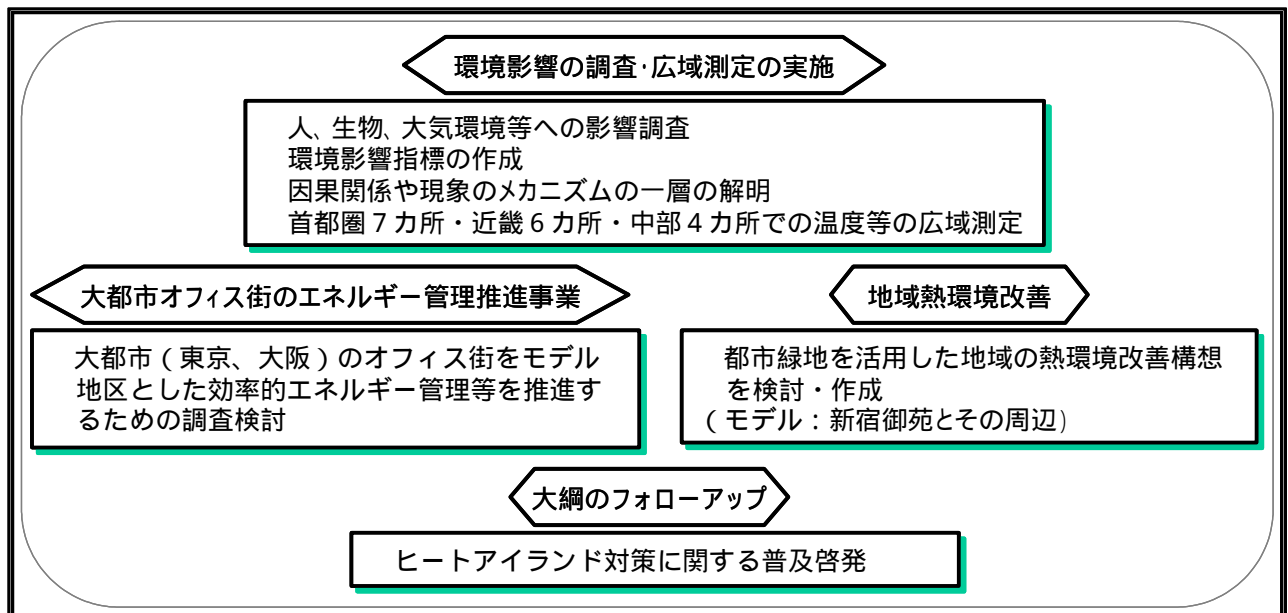 環境影響の調査・広域測定の実施
人、生物、大気環境等への影響調査
環境影響指標の作成
因果関係や現象のメカニズムの一層の解明
首都圏７カ所・近畿６カ所・中部４カ所での温度等の広域測定
大都市オフィス街のエネルギー管理推進事業
大都市（東京、大阪）のオフィス街をモデル
地区とした効率的エネルギー管理等を推進す
るための調査検討
地域熱環境改善
都市緑地を活用した地域の熱環境改善構想
を検討・作成
（モデル：新宿御苑とその周辺）
大綱のフォローアップ
ヒートアイランド対策に関する普及啓発